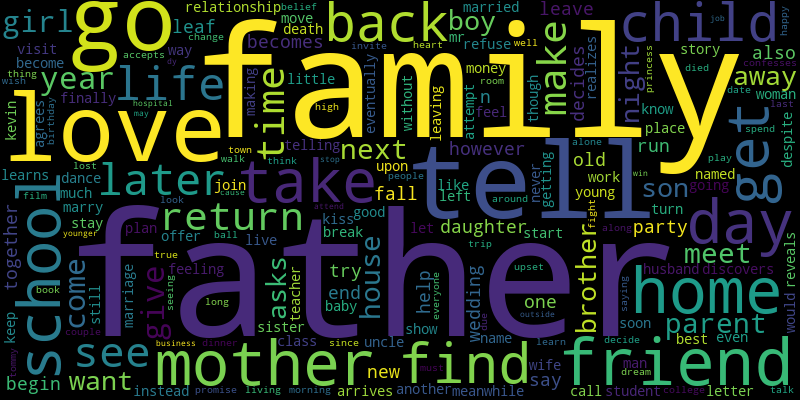 girl
go
relationship
belief
married
leave
child
leaf
move
death
back
boy
mr
refuse
visit
change
way
becomes
family
accepts
invite
heart
well
job
happy
become
year
life
time
little
money
room
make
decides
realizes
night
princess
story
also
died
confesses
thing
wish
finally
day
making
eventually
without
leaving
attempt
n
feel
though
know
away
woman
date
last
kevin
agrees
birthday
hospital
may
high
love
telling
next
however
upon
town
walk
think
stop
people
place
run
despite
spend
get
learns
film
lost
dance
much
marry
stay
later
join
take
fall
like
left
tell
around
never
getting
alone
old
work
young
win
named
going
play
son
turn
day
school
together
younger
plan
offer
return
look
cause
attend
kiss
break
good
let
daughter
trip
start
brother
fight
along
party
meet
reveals
come
still
true
feeling
ball
live
father
house
try
end
baby
help
show
everyone
wedding
due
upset
outside
one
saying
husband
discovers
home
would
keep
book
marriage
give
seeing
long
asks
teacher
sister
class
since
uncle
name
learn
soon
decide
parent
best
even
tommy
couple
see
business
dinner
mother
new
must
find
wife
say
man
dream
friend
begin
want
instead
promise
living
morning
arrives
another
meanwhile
call
student
college
letter
talk